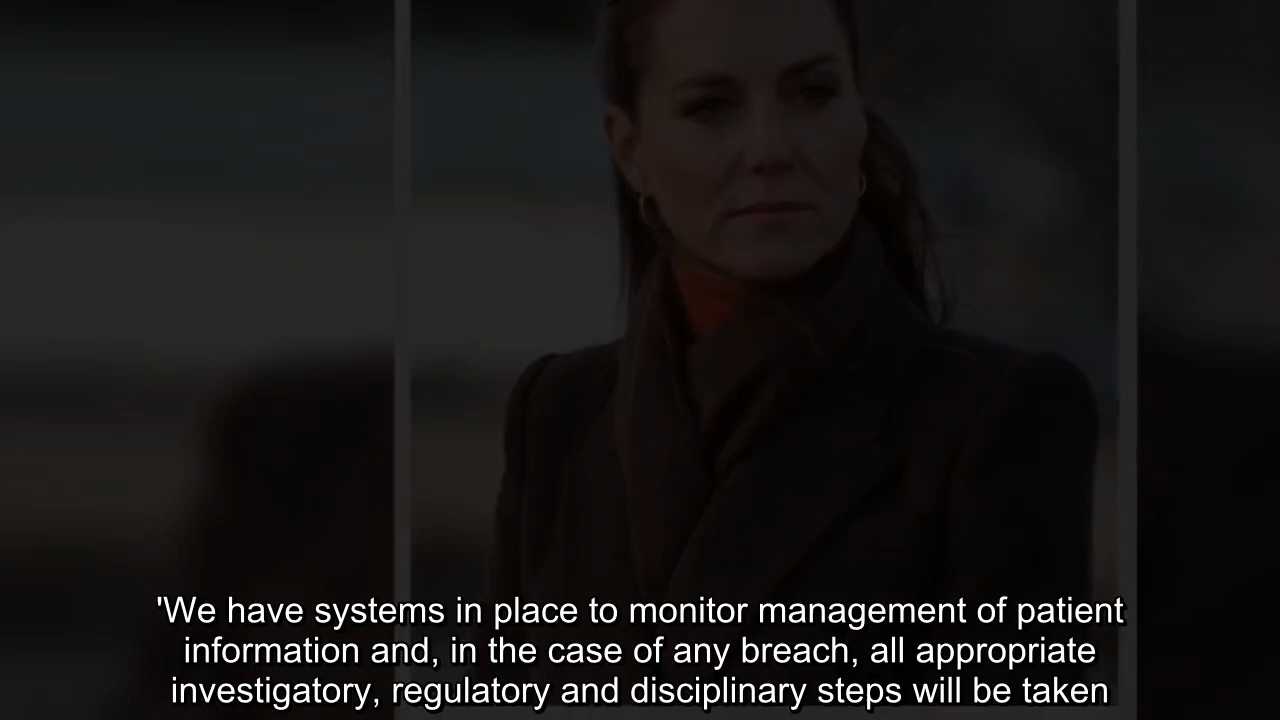 'We have systems in place to monitor management of patient
information and, in the case of any breach, all appropriate
investigatory, regulatory and disciplinary steps will be taken